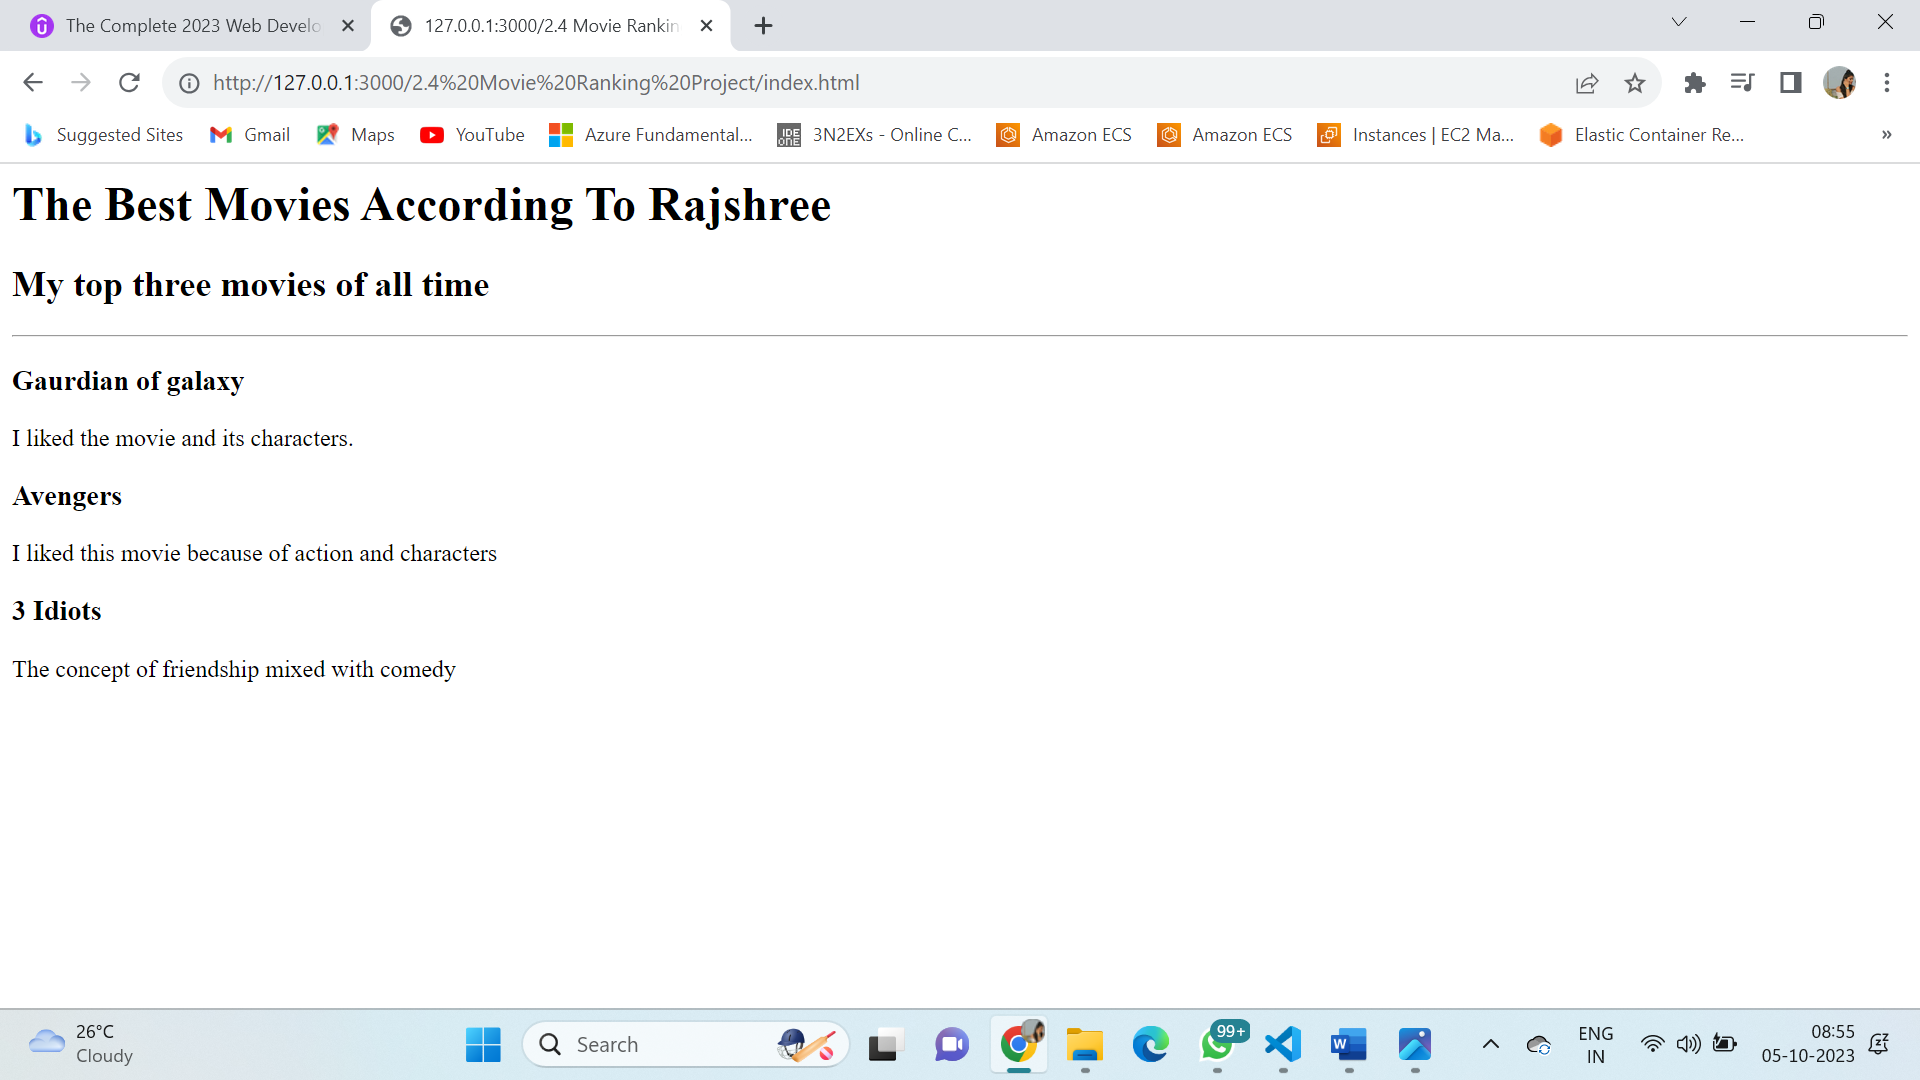 The Complete 2023 Web Develo
127.0.0.1:3000/2.4 Movie Rankin
http://127.0.0.1:3000/2.4%20Movie%20Ranking%20Project/index.html
Suggested Sites Gmail Maps YouTube Azure Fundamental... IDE ONE 3N2EXs - Online C... Amazon ECS Amazon ECS Instances | EC2 Ma... Elastic Container Re... »
The Best Movies According To Rajshree
My top three movies of all time
Gaurdian of galaxy
I liked the movie and its characters.
Avengers
I liked this movie because of action and characters
3 Idiots
The concept of friendship mixed with comedy
26°C
Cloudy
Search
99+
W
ENG
IN
08:55
05-10-2023